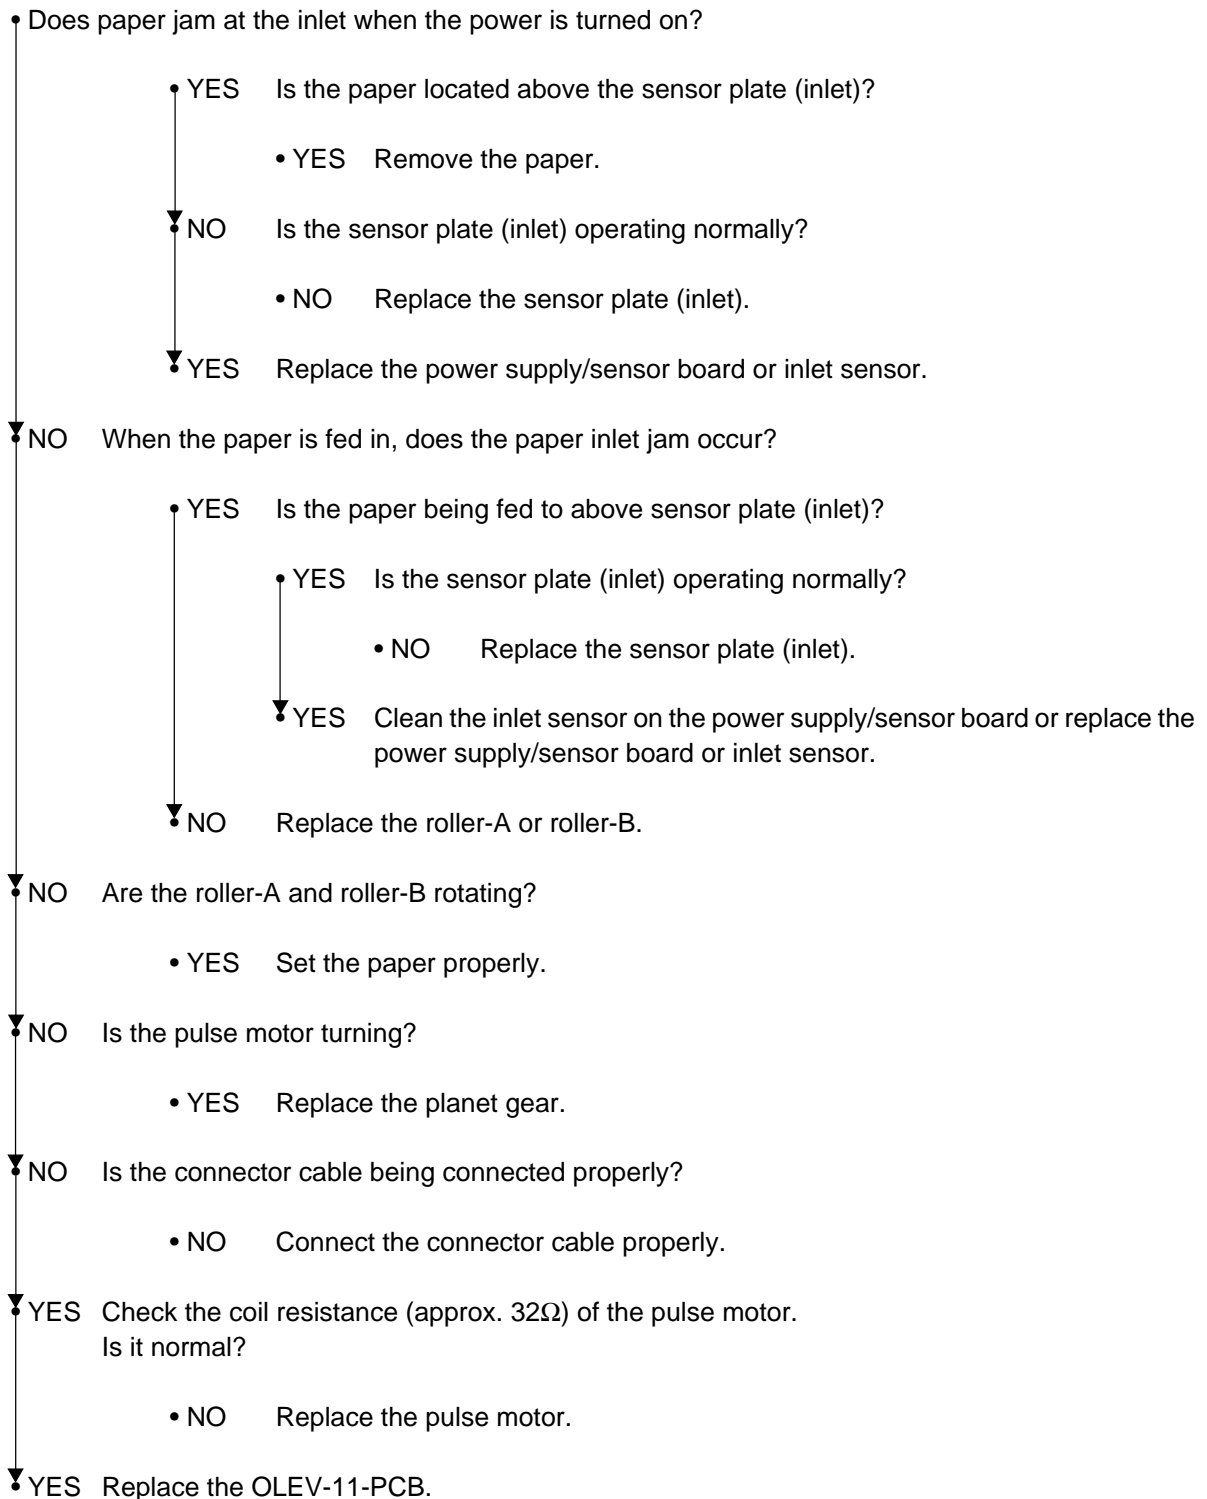 • Does paper jam at the inlet when the power is turned on?
• YES Is the paper located above the sensor plate (inlet)?
• YES Remove the paper.
• NO Is the sensor plate (inlet) operating normally?
• NO Replace the sensor plate (inlet).
• YES Replace the power supply/sensor board or inlet sensor.
• NO When the paper is fed in, does the paper inlet jam occur?
• YES Is the paper being fed to above sensor plate (inlet)?
• YES Is the sensor plate (inlet) operating normally?
• NO Replace the sensor plate (inlet).
• YES Clean the inlet sensor on the power supply/sensor board or replace the
power supply/sensor board or inlet sensor.
• NO Replace the roller-A or roller-B.
• NO Are the roller-A and roller-B rotating?
• YES Set the paper properly.
• NO Is the pulse motor turning?
• YES Replace the planet gear.
• NO Is the connector cable being connected properly?
• NO Connect the connector cable properly.
• YES Check the coil resistance (approx. 32Ω) of the pulse motor.
Is it normal?
• NO Replace the pulse motor.
• YES Replace the OLEV-11-PCB.